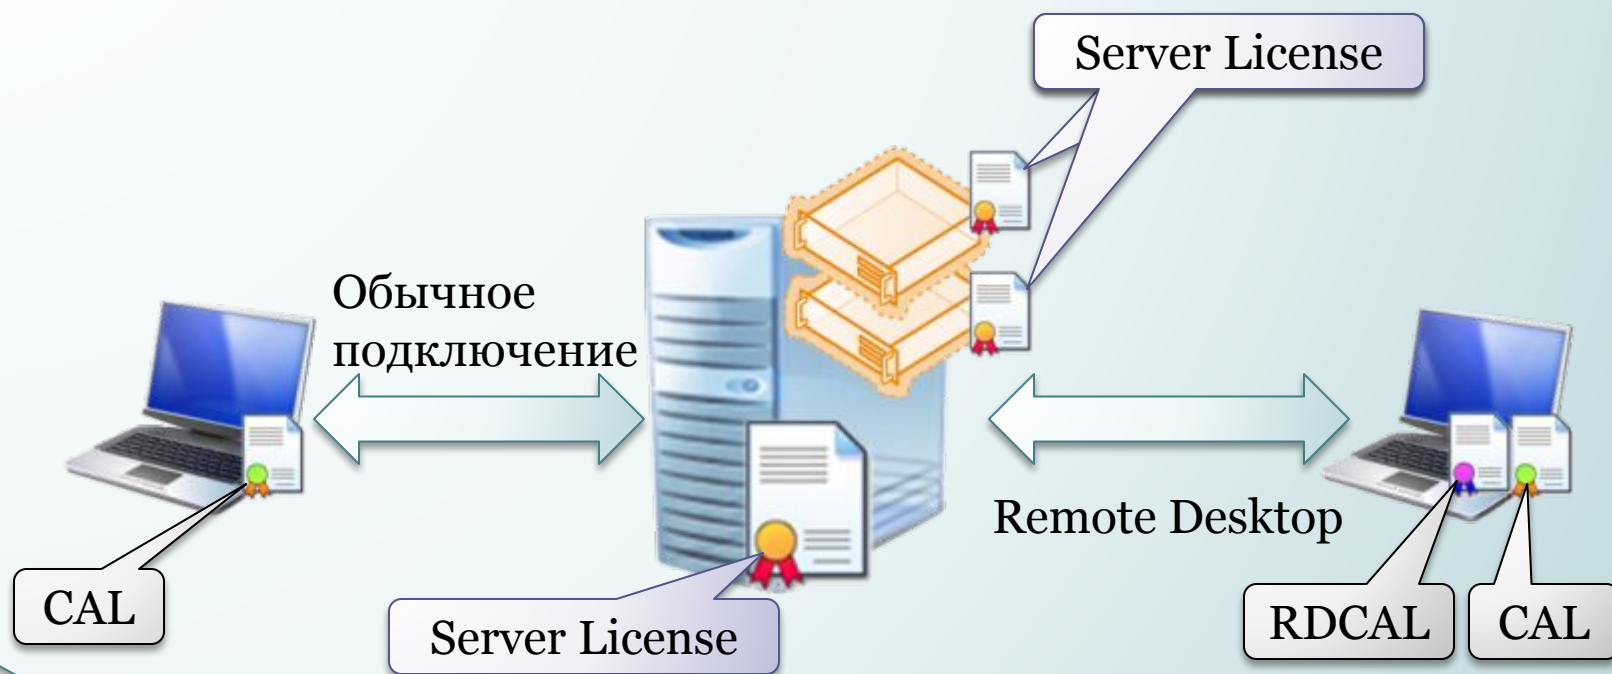 Server License
Обычное
подключение
Remote Desktop
CAL
Server License
RDCAL
CAL